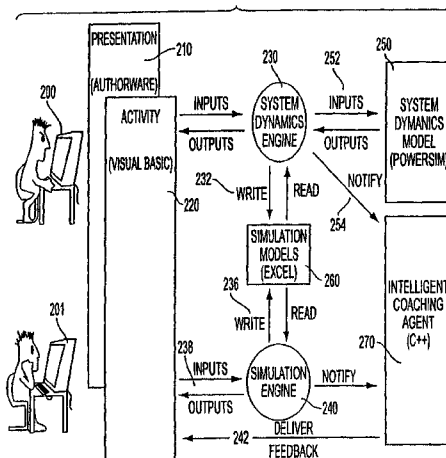 PRESENTATION
210
(AUTHORWARE)
200
ACTIVITY
(VISUAL BASIC)
220
INPUTS
OUTPUTS
230
SYSTEM
DYNAMICS
ENGINE
252
INPUTS
OUTPUTS
250
SYSTEM
DYMANICS
MODEL
(POWERSIM)
232
WRITE
READ
NOTIFY
254
SIMULATION
MODELS
(EXCEL)
260
236
WRITE
READ
INTELLIGENT
COACHING
AGENT
(C++)
270
201
238
INPUTS
OUTPUTS
SIMULATION
ENGINE
240
NOTIFY
242
DELIVER
FEEDBACK